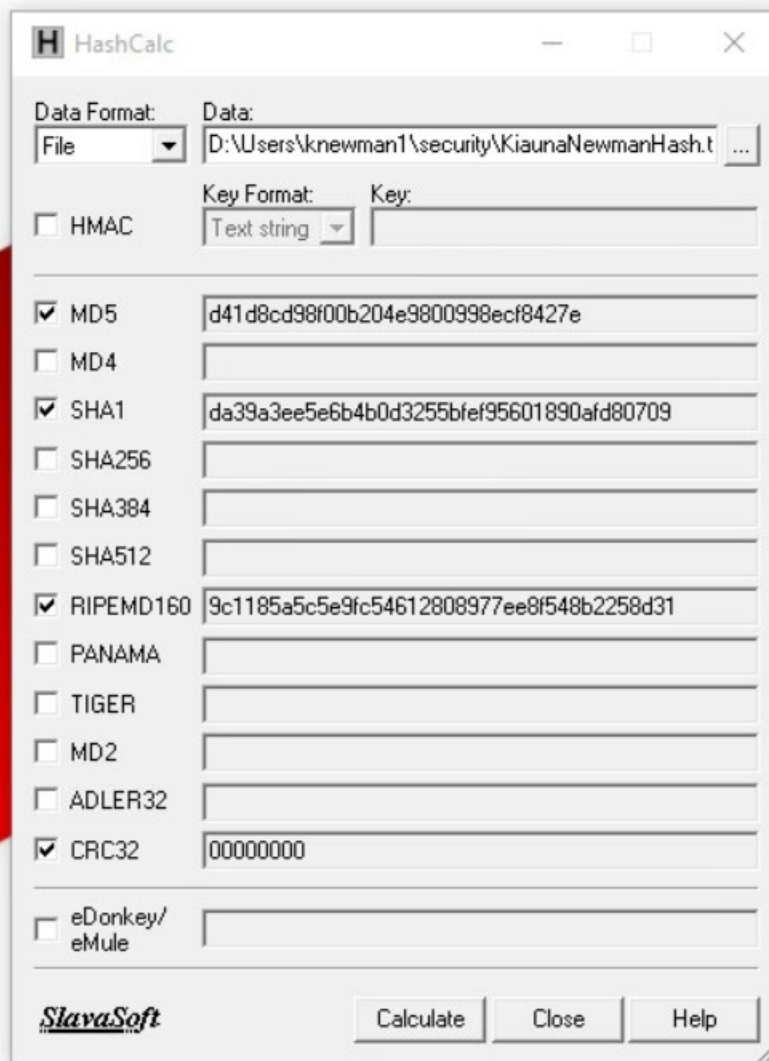 H HashCalc
Data Format: Data:
File D:\Users\knewman1\security\KiaunaNewmanHash.t ...
Key Format: Key:
HMAC Text string
MD5 d41d8cd98f00b204e9800998ecf8427e
MD4
SHA1 da39a3ee5e6b4b0d3255bfef95601890afd80709
SHA256
SHA384
SHA512
RIPEMD160 9c1185a5c5e9fc54612808977ee8f548b2258d31
PANAMA
TIGER
MD2
ADLER32
CRC32 00000000
eDonkey/
eMule
SlavaSoft Calculate Close Help